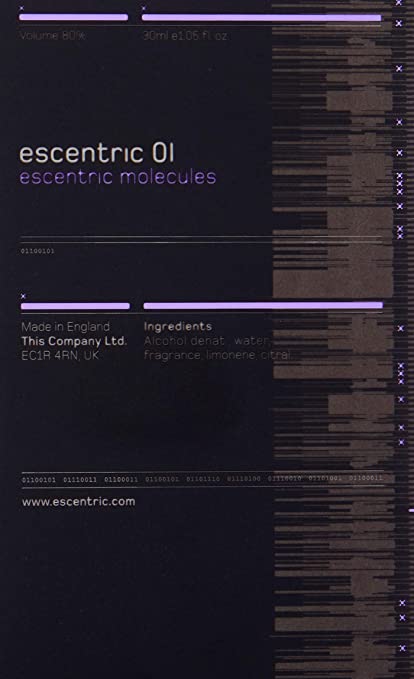 Volume 80% 30ml e1.05 fl. oz
escentric 01
escentric molecules
01100101
Made in England Ingredients
This Company Ltd. Alcohol denat., water,
EC1R 4RN, UK fragrance, limonene, citral.
01100101 01110011 01100011 01100101 01101110 01110100 01110010 01101001 01100011
www.escentric.com